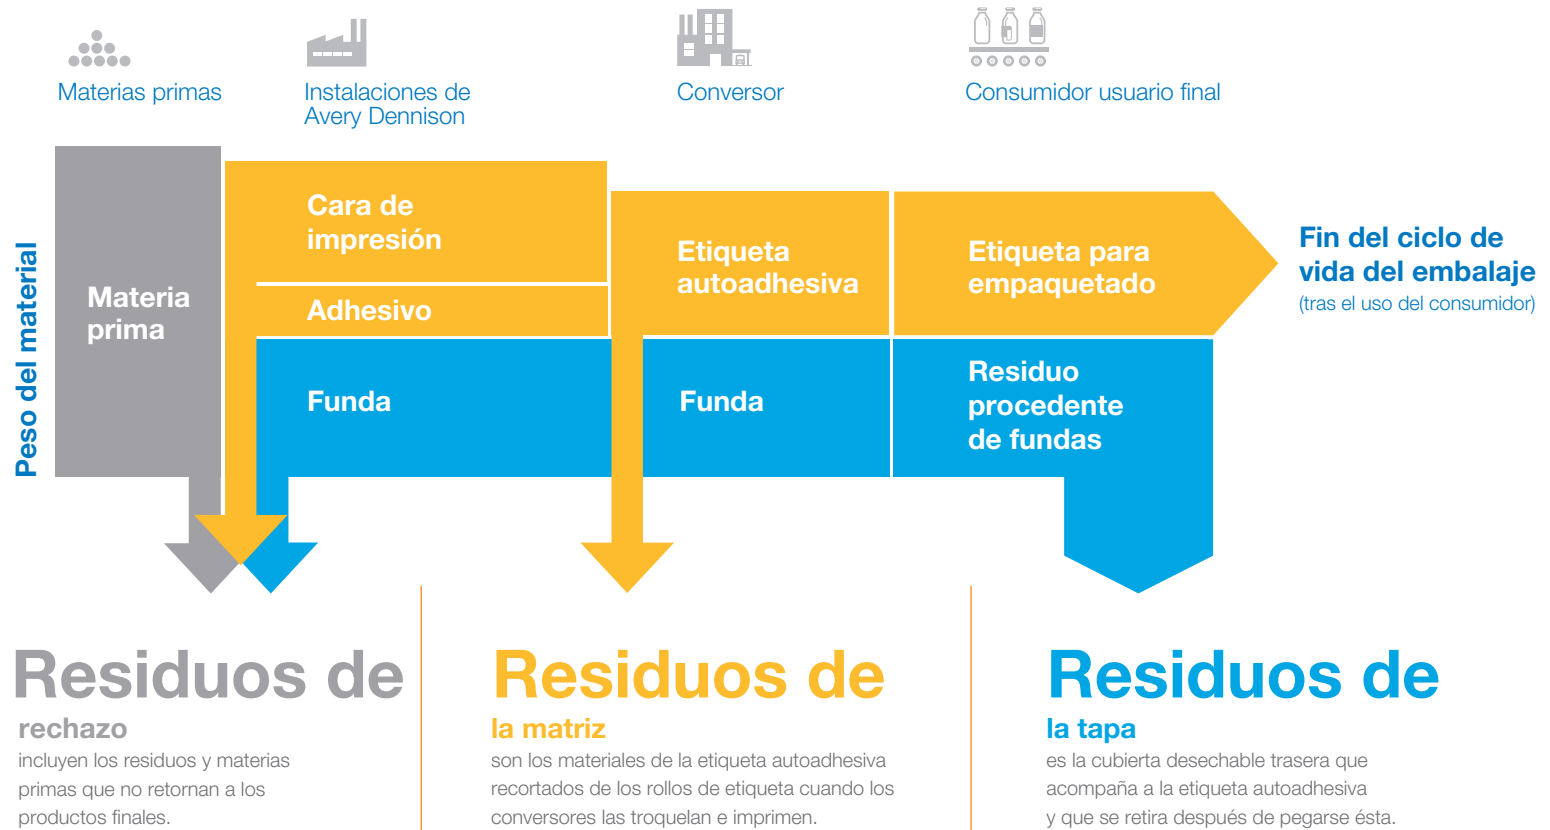 Materias primas
Instalaciones de
Avery Dennison
Conversor
Consumidor usuario final
Peso del material
Materia
prima
Cara de
impresión
Adhesivo
Funda
Etiqueta
autoadhesiva
Funda
Etiqueta para
empaquetado
Residuo
procedente
de fundas
Fin del ciclo de
vida del embalaje
(tras el uso del consumidor)
Residuos de
rechazo
incluyen los residuos y materias
primas que no retornan a los
productos finales.
Residuos de
la matriz
son los materiales de la etiqueta autoadhesiva
recortados de los rollos de etiqueta cuando los
conversores las troquelan e imprimen.
Residuos de
la tapa
es la cubierta desechable trasera que
acompaña a la etiqueta autoadhesiva
y que se retira después de pegarse ésta.